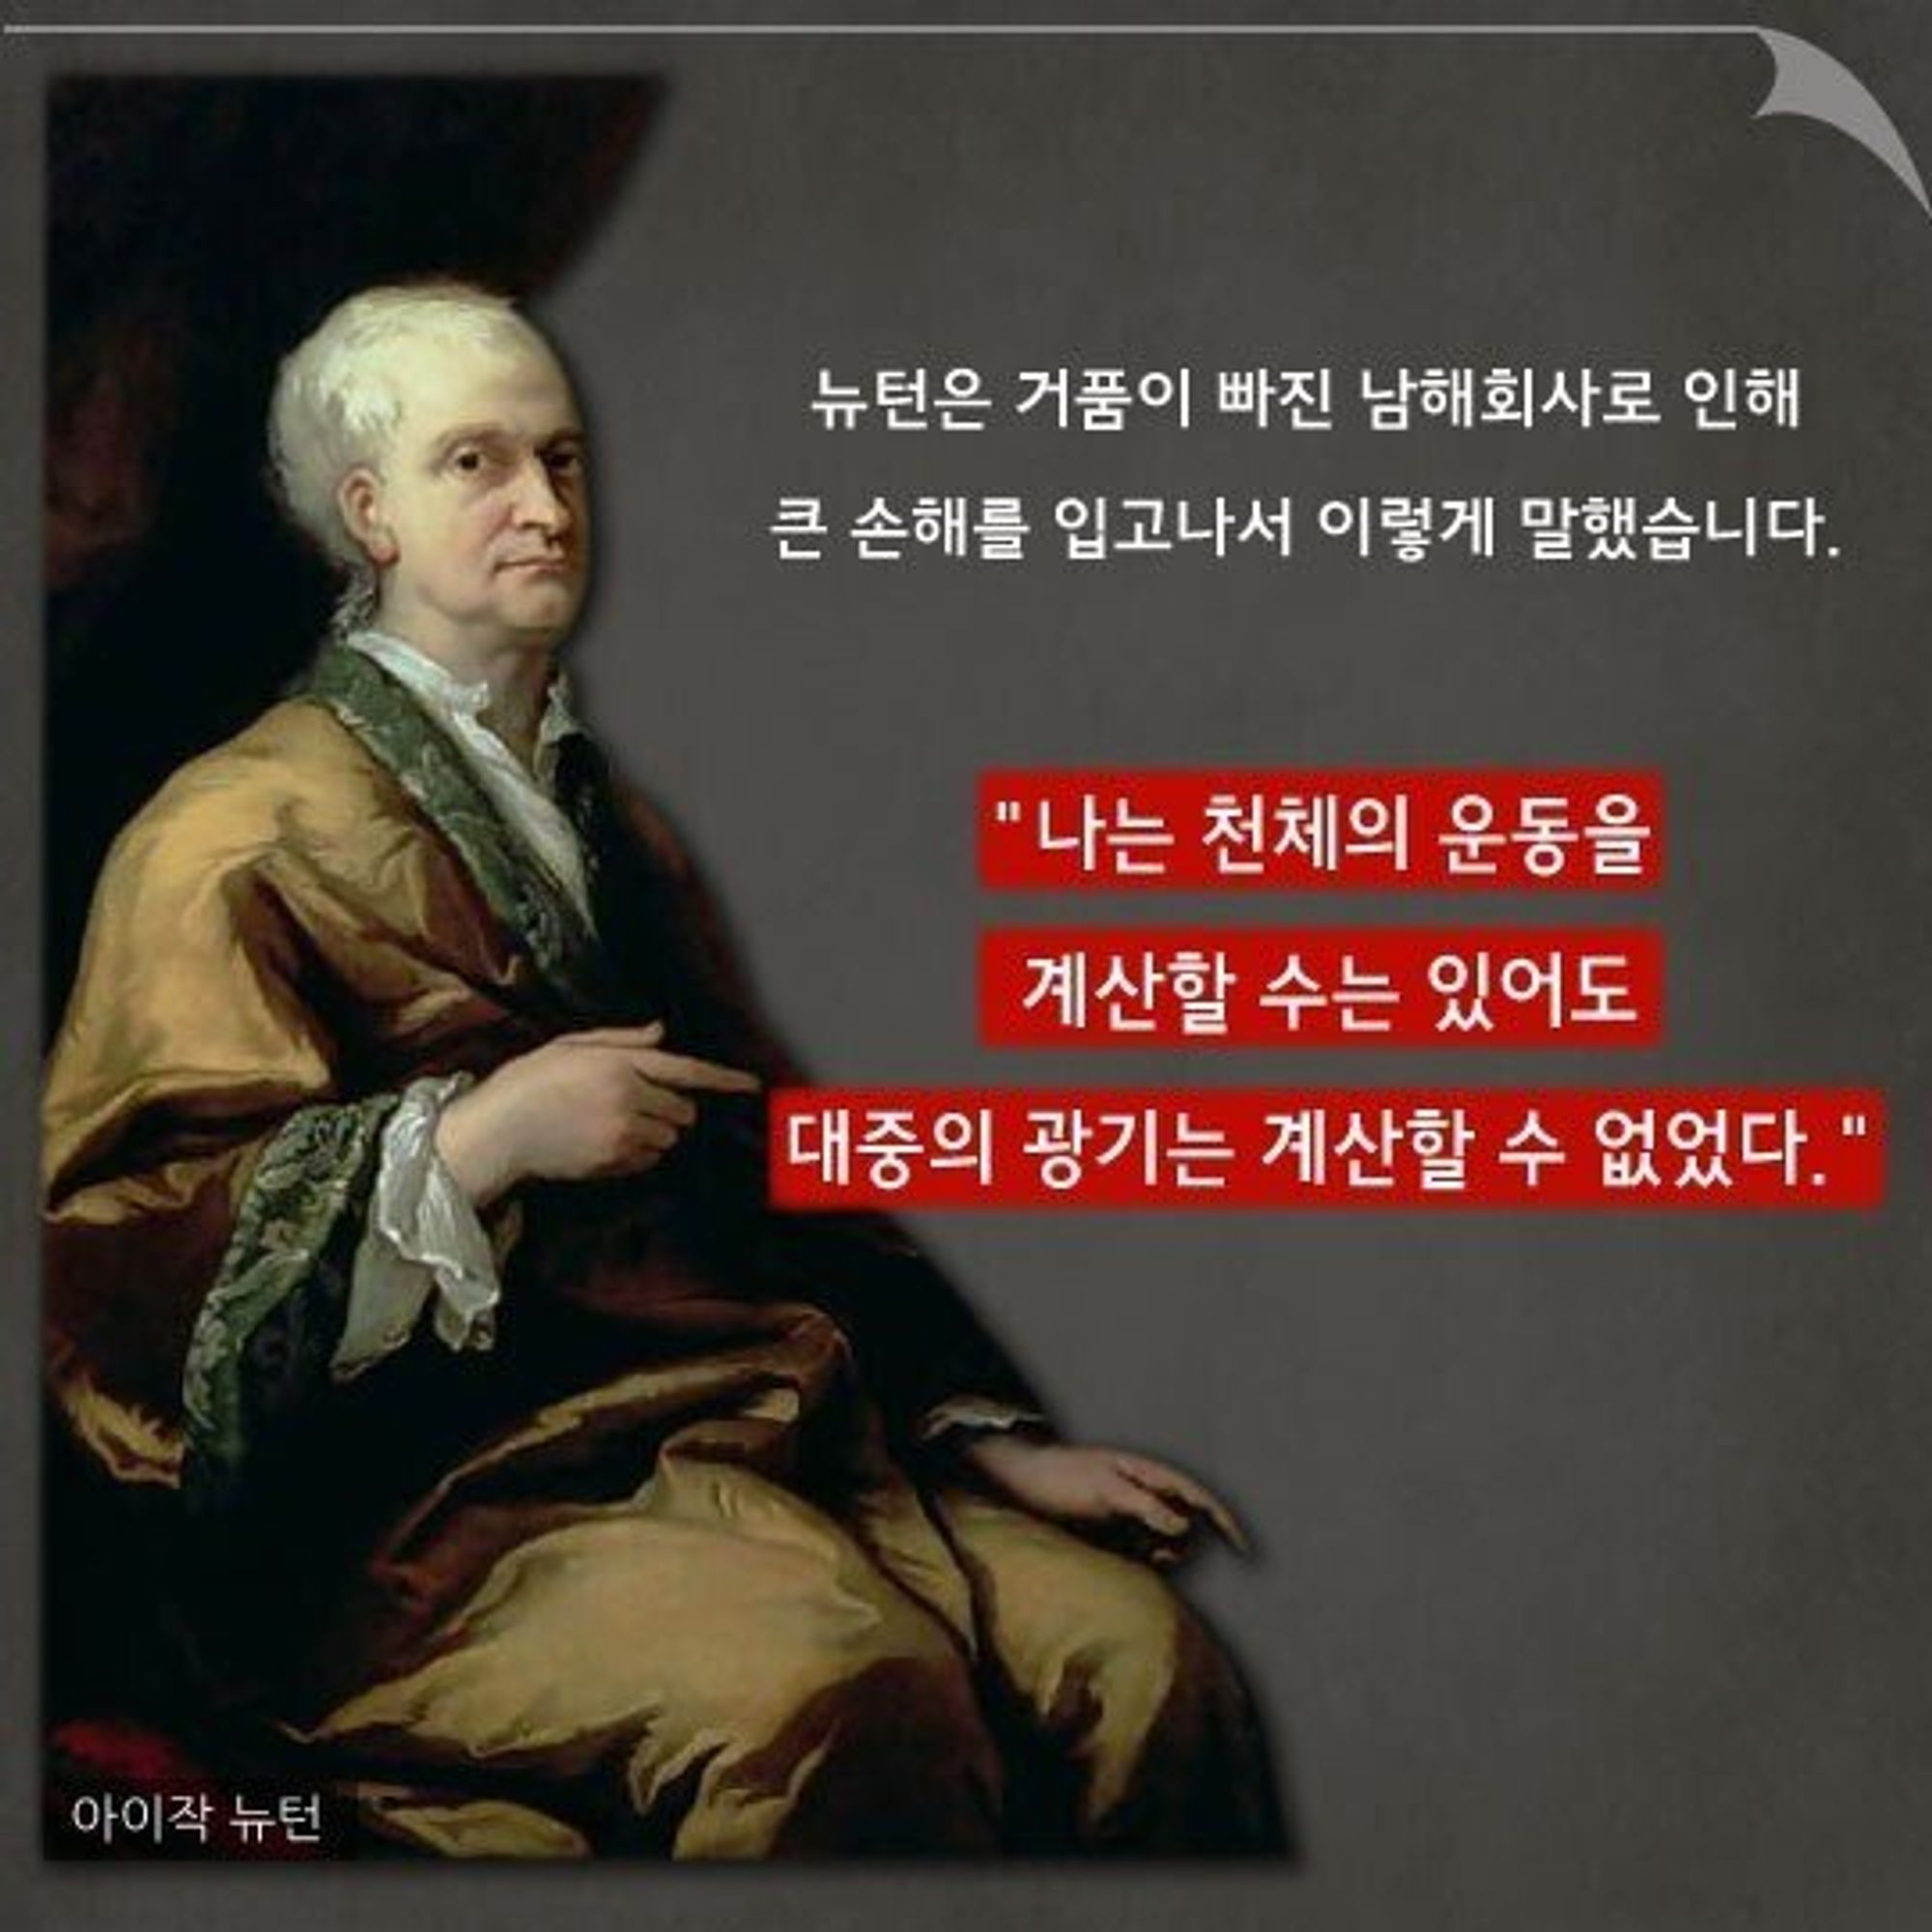 뉴턴은 거품이 빠진 남해회사로 인해
큰 손해를 입고나서 이렇게 말했습니다.
"나는 천체의 운동을
계산할 수는 있어도
대중의 광기는 계산할 수 없었다."
아이작 뉴턴